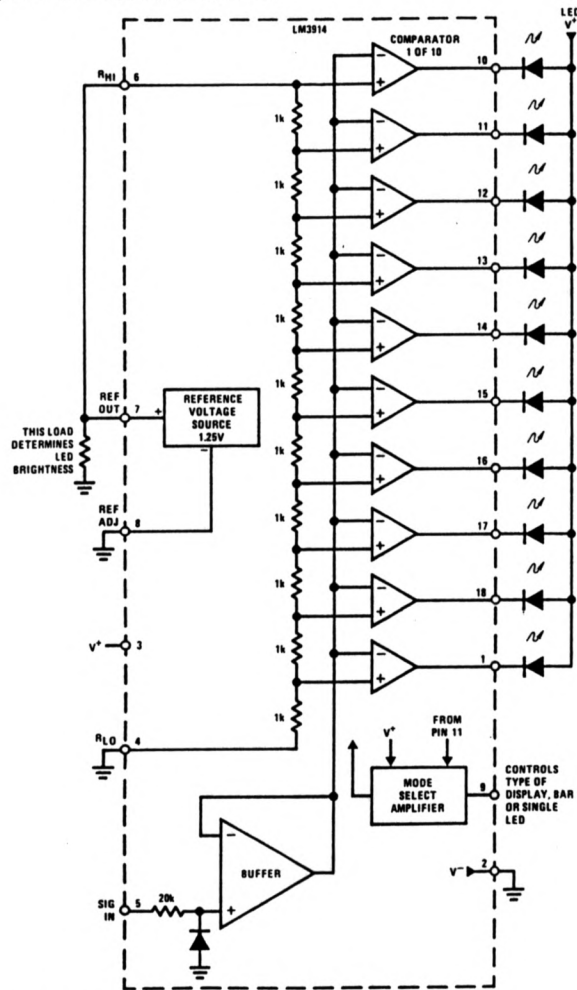 LED
V+
LM3914
COMPARATOR
1 OF 10
RHI
6
10
1k
11
1k
12
1k
13
1k
14
1k
REF
OUT
7
+
REFERENCE
VOLTAGE
SOURCE
1.25V
−
15
THIS LOAD
DETERMINES
LED
BRIGHTNESS
1k
16
1k
REF
ADJ
8
17
1k
18
1k
V+
3
1
1k
RLO
4
V+
FROM
PIN 11
MODE
SELECT
AMPLIFIER
9
CONTROLS
TYPE OF
DISPLAY, BAR
OR SINGLE
LED
−
BUFFER
+
V−
2
SIG
IN
5
20k